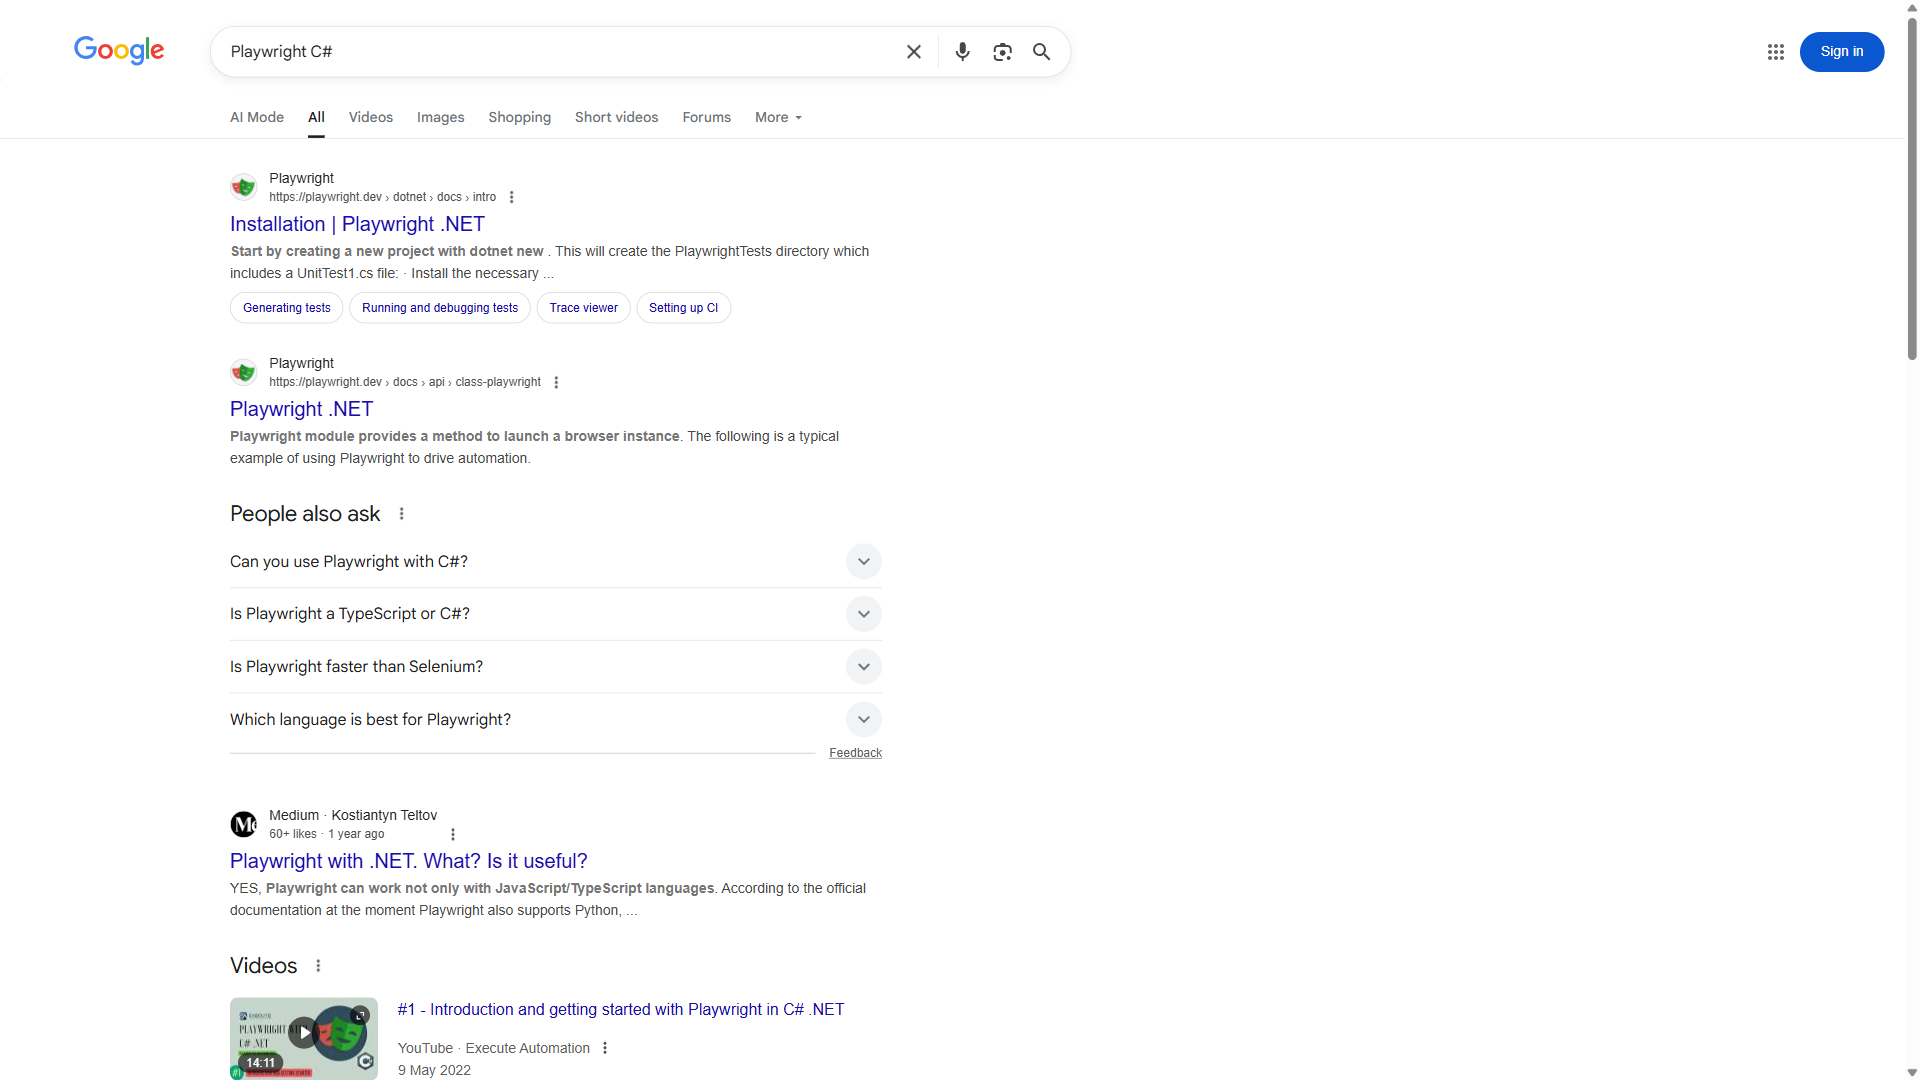 Google
Playwright C#
Sign in
AI Mode
All
Videos
Images
Shopping
Short videos
Forums
More
Playwright
https://playwright.dev › dotnet › docs › intro
Installation | Playwright .NET
Start by creating a new project with dotnet new . This will create the PlaywrightTests directory which
includes a UnitTest1.cs file: · Install the necessary ...
Generating tests
Running and debugging tests
Trace viewer
Setting up CI
Playwright
https://playwright.dev › docs › api › class-playwright
Playwright .NET
Playwright module provides a method to launch a browser instance. The following is a typical
example of using Playwright to drive automation.
People also ask
Can you use Playwright with C#?
Is Playwright a TypeScript or C#?
Is Playwright faster than Selenium?
Which language is best for Playwright?
Feedback
Medium · Kostiantyn Teltov
60+ likes · 1 year ago
Playwright with .NET. What? Is it useful?
YES, Playwright can work not only with JavaScript/TypeScript languages. According to the official
documentation at the moment Playwright also supports Python, ...
Videos
#1 - Introduction and getting started with Playwright in C# .NET
YouTube · Execute Automation
9 May 2022
EXECUTE
PLAYWRIGHT
C# .NET
14:11
#1